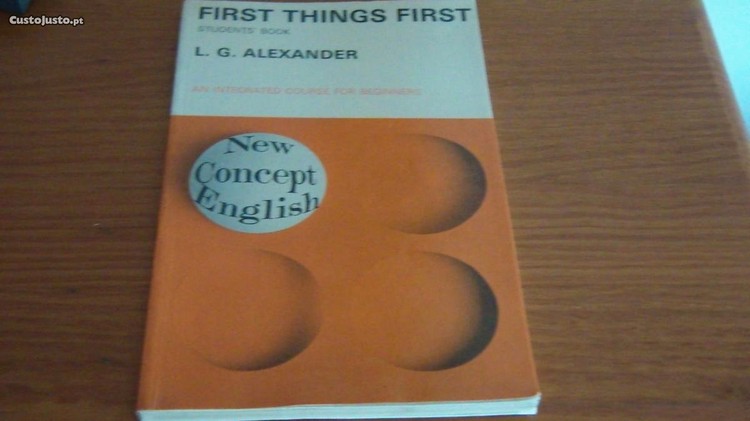 CustoJusto.pt
FIRST THINGS FIRST
STUDENTS' BOOK
L. G. ALEXANDER
AN INTEGRATED COURSE FOR BEGINNERS
New
Concept
English